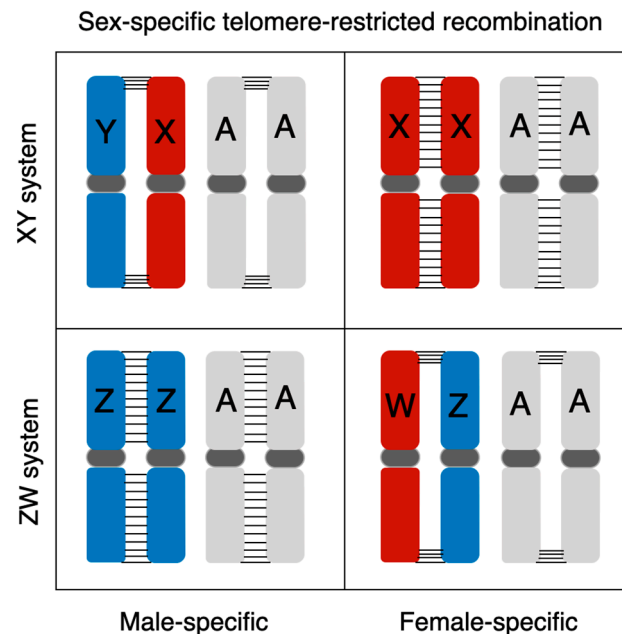 Sex-specific telomere-restricted recombination
XY system
Y X A A
X X A A
ZW system
Z Z A A
W Z A A
Male-specific
Female-specific